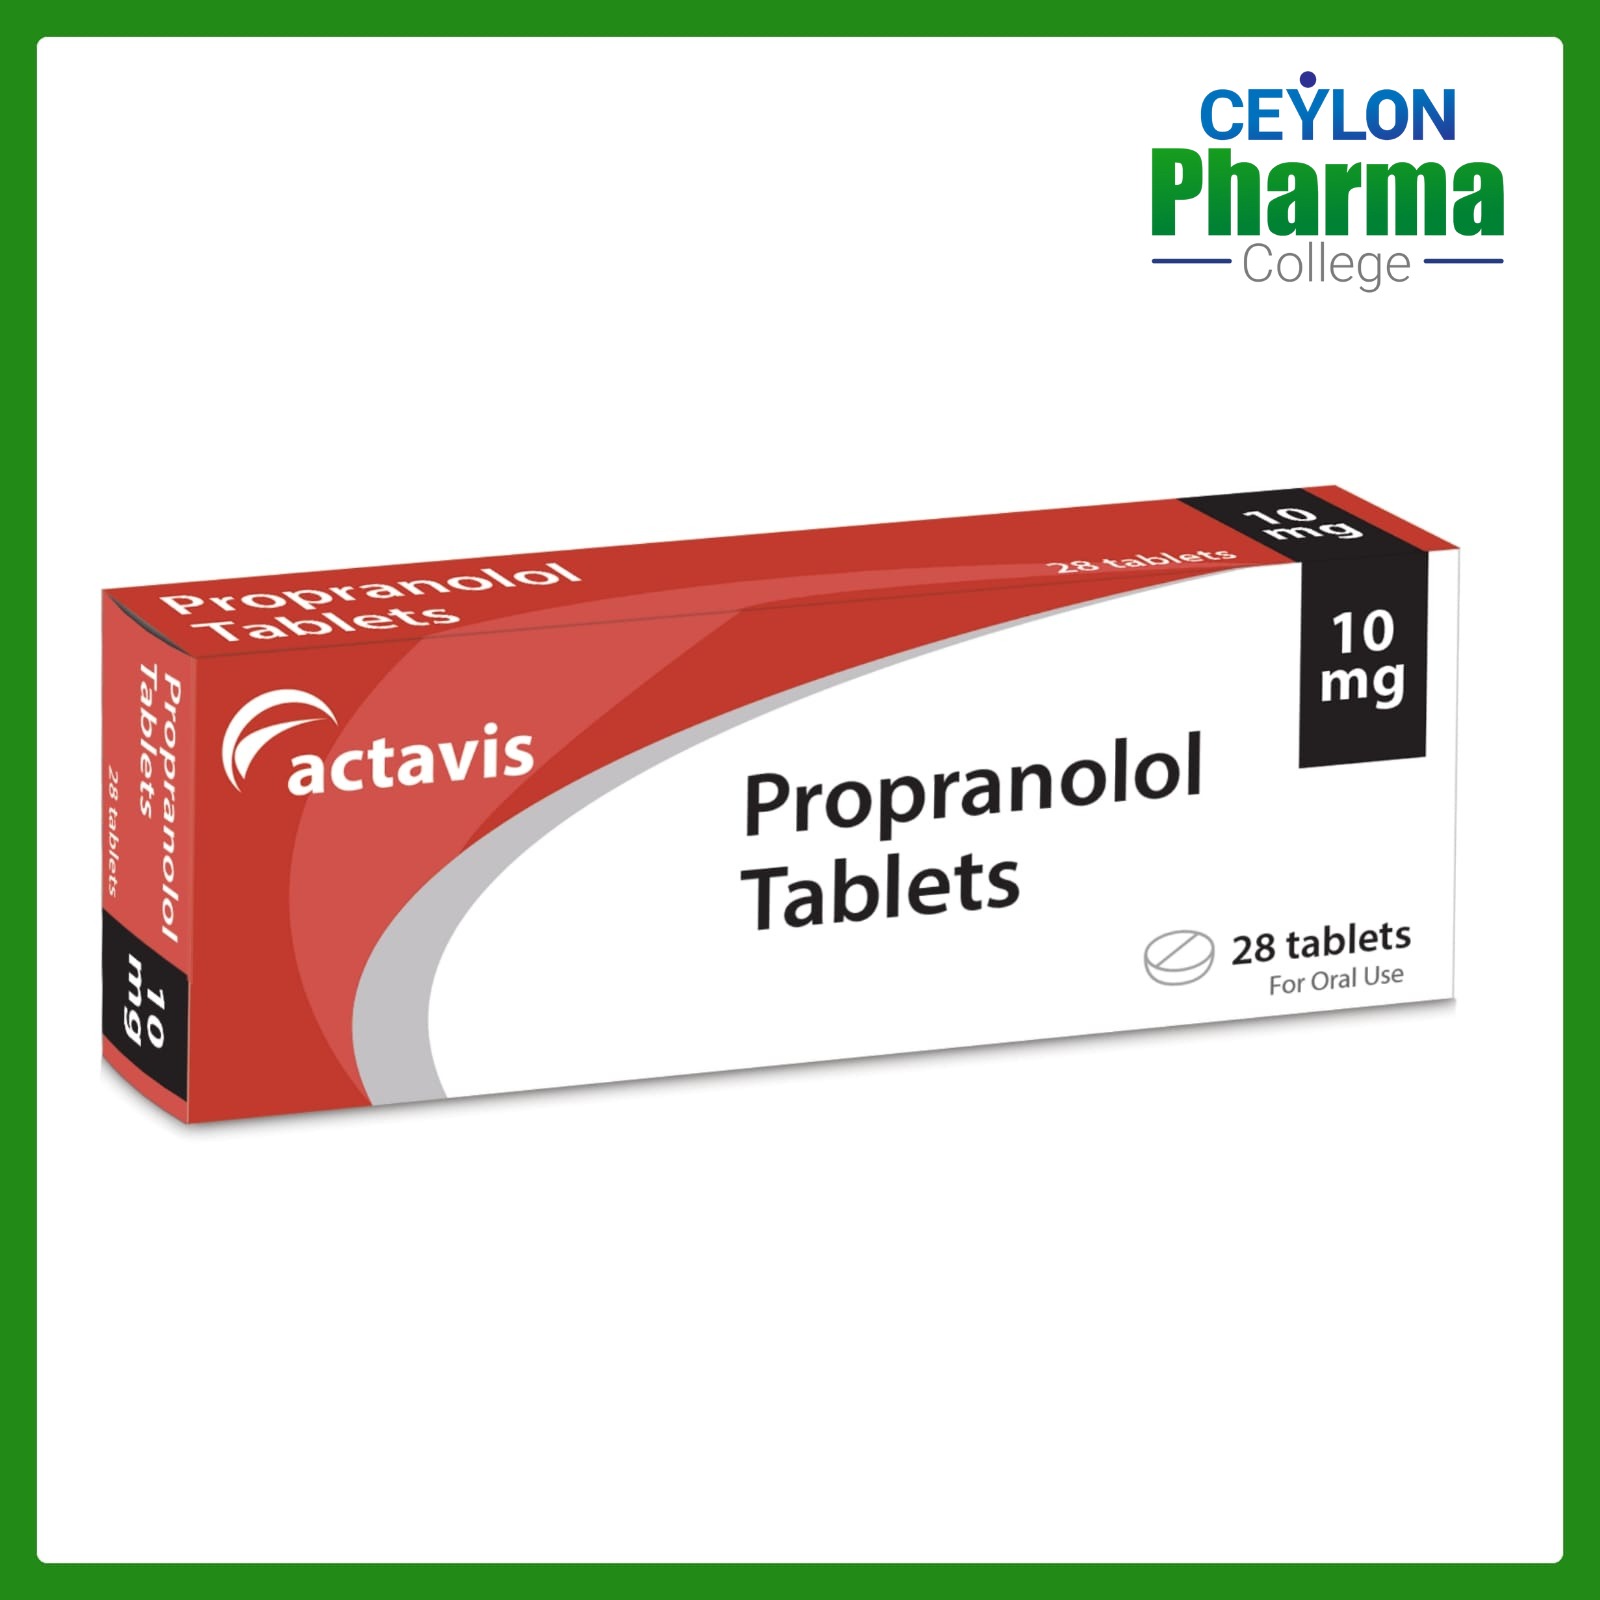 CEYLON
Pharma
College
Propranolol
Tablets
28 tablets
10
mg
Propranolol
Tablets
28 tablets
10
mg
actavis
10
mg
Propranolol
Tablets
28 tablets
For Oral Use